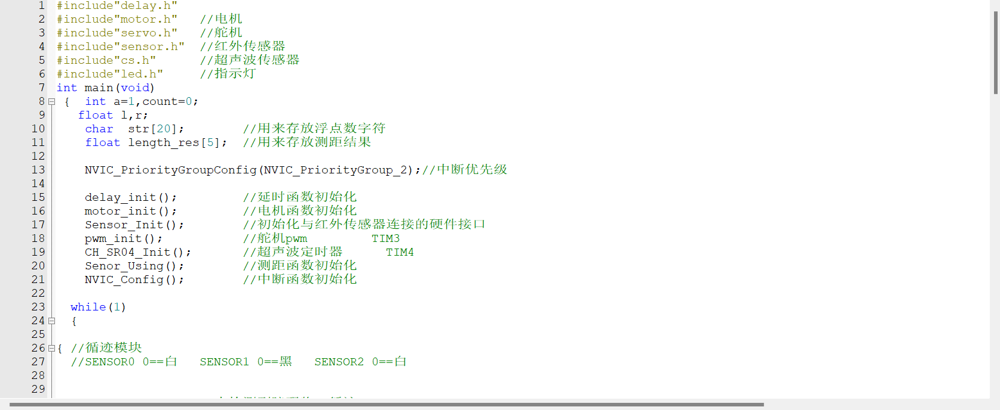 1 #include"delay.h"
2 #include"motor.h" //电机
3 #include"servo.h" //舵机
4 #include"sensor.h" //红外传感器
5 #include"cs.h" //超声波传感器
6 #include"led.h" //指示灯
7 int main(void)
8 { int a=1,count=0;
9 float l,r;
10 char str[20]; //用来存放浮点数字符
11 float length_res[5]; //用来存放测距结果
12
13 NVIC_PriorityGroupConfig(NVIC_PriorityGroup_2);//中断优先级
14
15 delay_init(); //延时函数初始化
16 motor_init(); //电机函数初始化
17 Sensor_Init(); //初始化与红外传感器连接的硬件接口
18 pwm_init(); //舵机pwm TIM3
19 CH_SR04_Init(); //超声波定时器 TIM4
20 Senor_Using(); //测距函数初始化
21 NVIC_Config(); //中断函数初始化
22
23 while(1)
24 {
25
26 { //循迹模块
27 //SENSOR0 0==白 SENSOR1 0==黑 SENSOR2 0==白
28
29